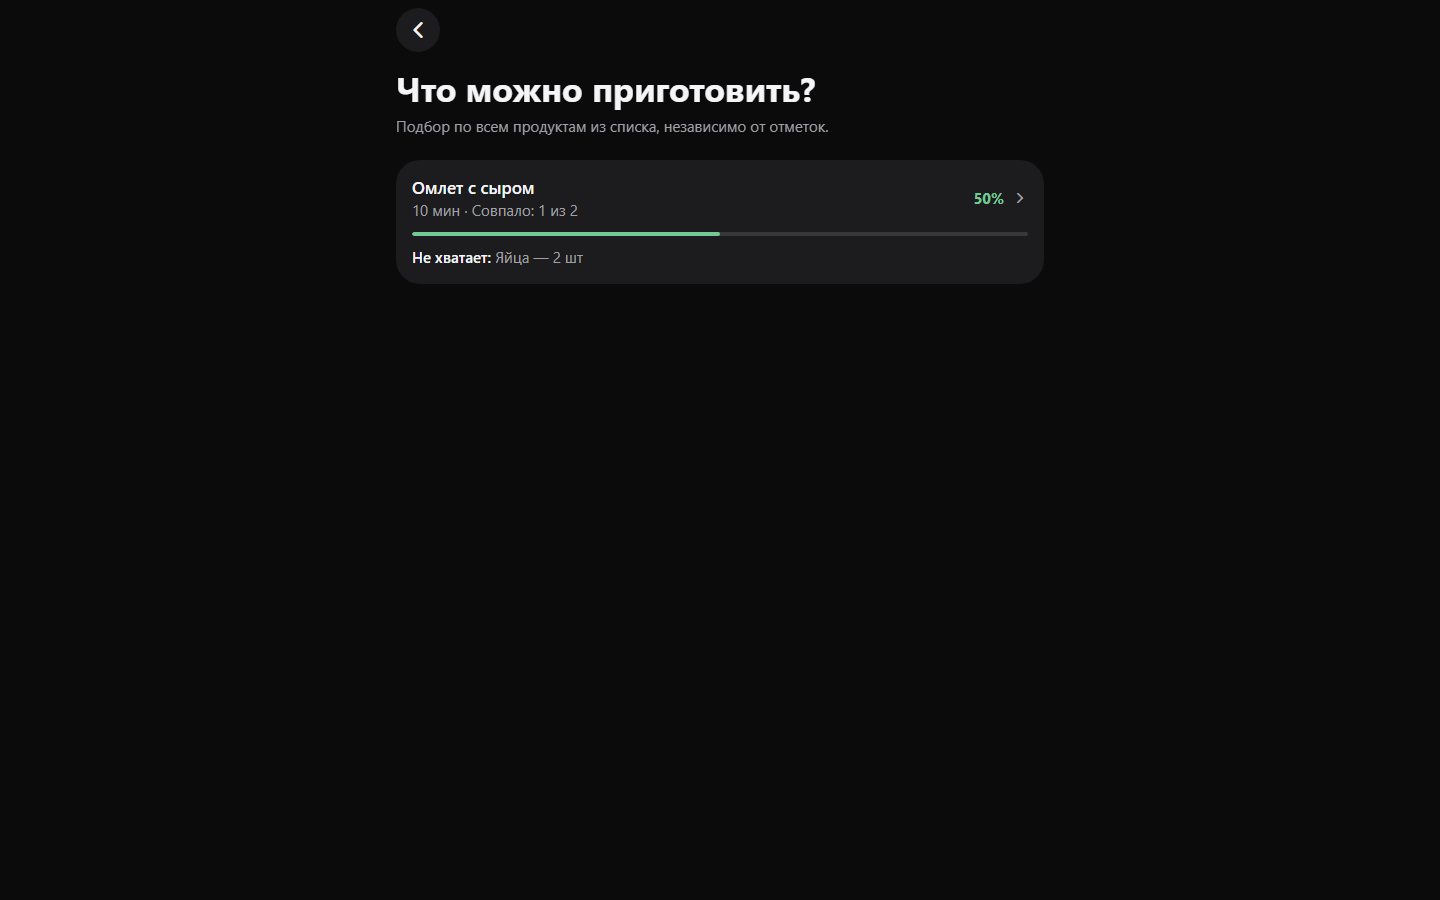 Что можно приготовить?
Подбор по всем продуктам из списка, независимо от отметок.
Омлет с сыром
50%
10 мин · Совпало: 1 из 2
Не хватает: Яйца — 2 шт